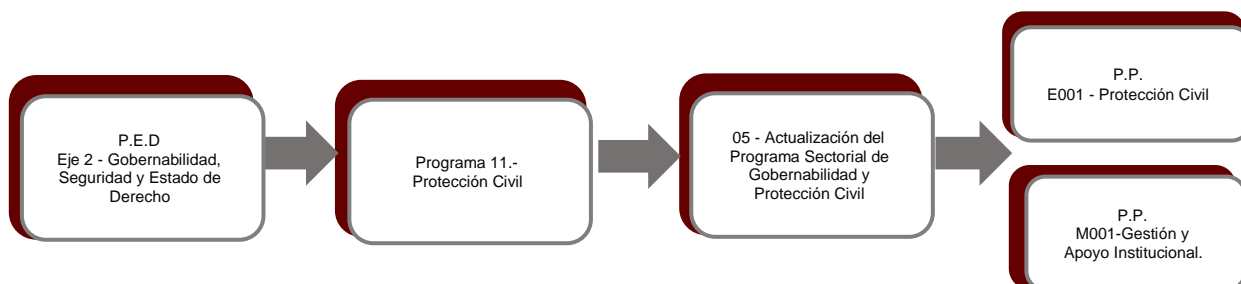 P.E.D
Eje 2 - Gobernabilidad,
Seguridad y Estado de
Derecho
Programa 11.-
Protección Civil
05 - Actualización del
Programa Sectorial de
Gobernabilidad y
Protección Civil
P.P.
E001 - Protección Civil
P.P.
M001-Gestión y
Apoyo Institucional.